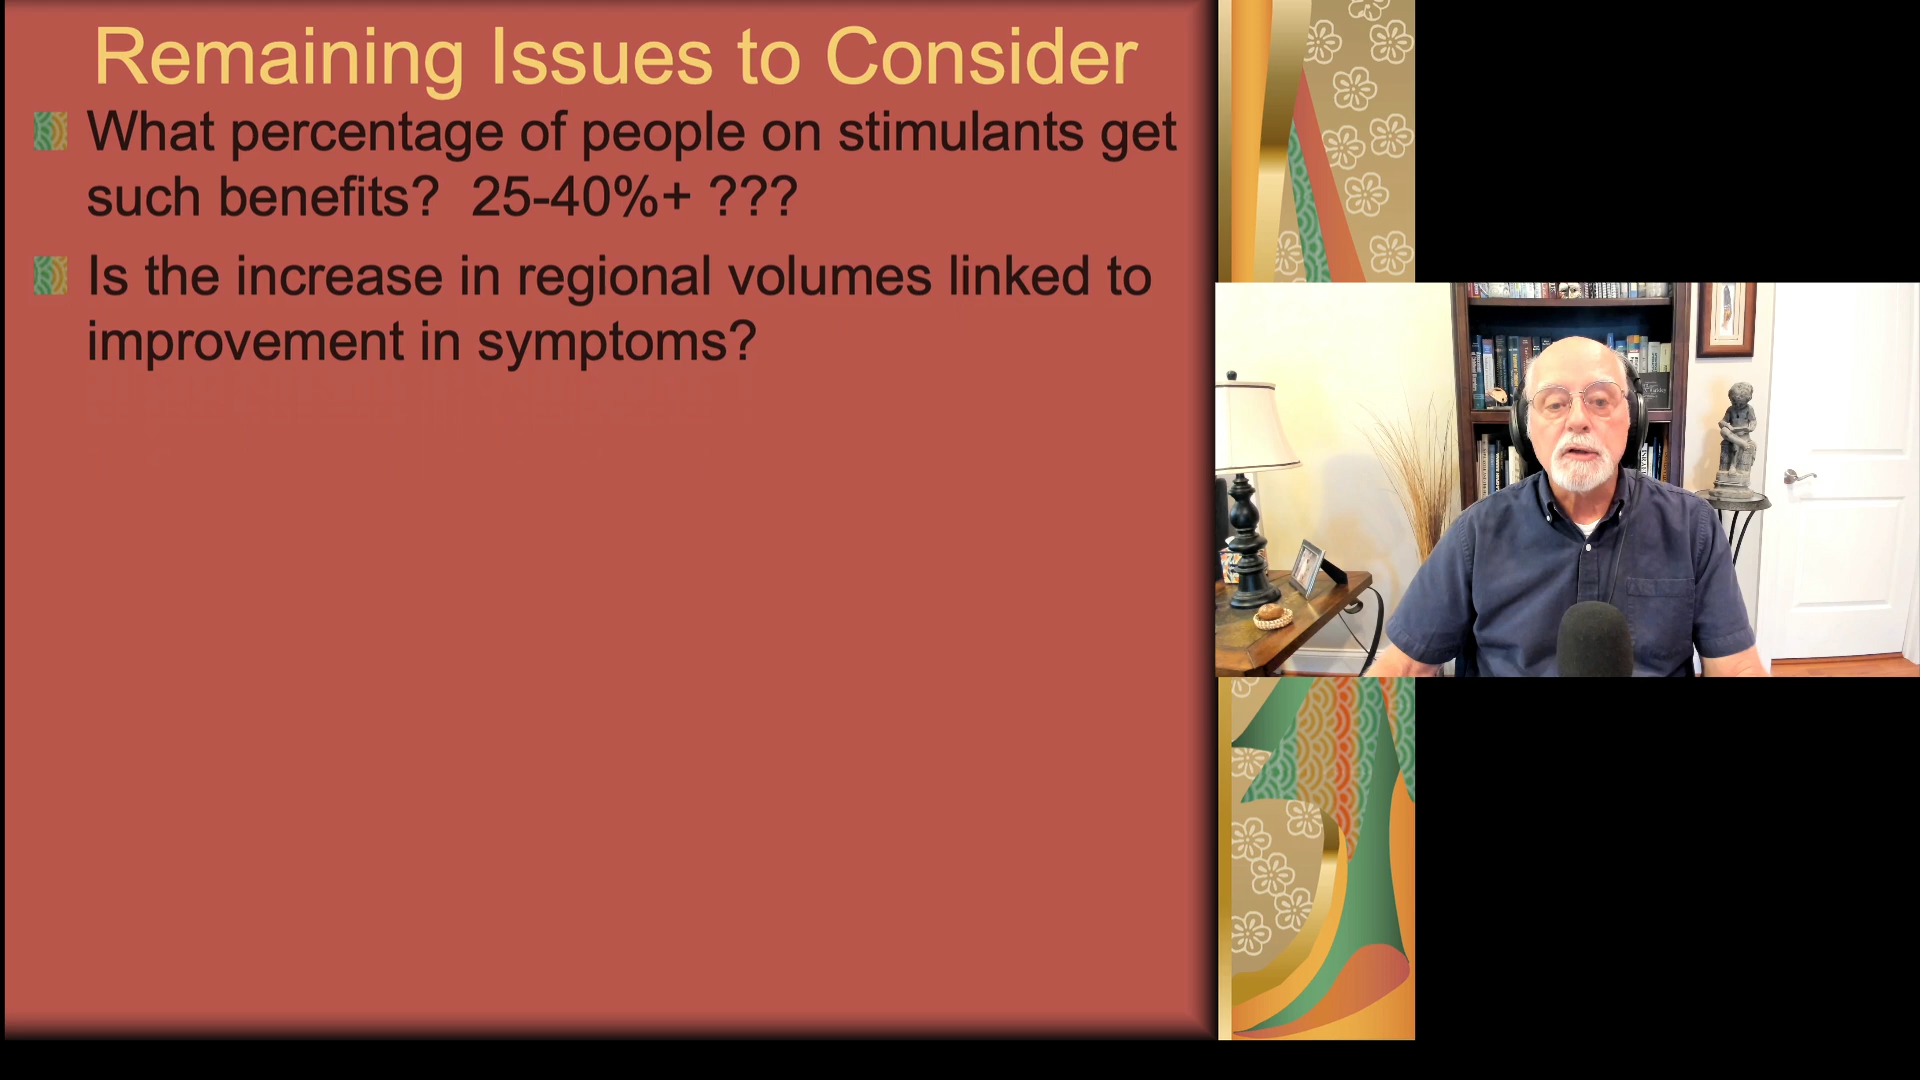 Remaining Issues to Consider
What percentage of people on stimulants get
such benefits?  25-40%+ ???
Is the increase in regional volumes linked to
improvement in symptoms?